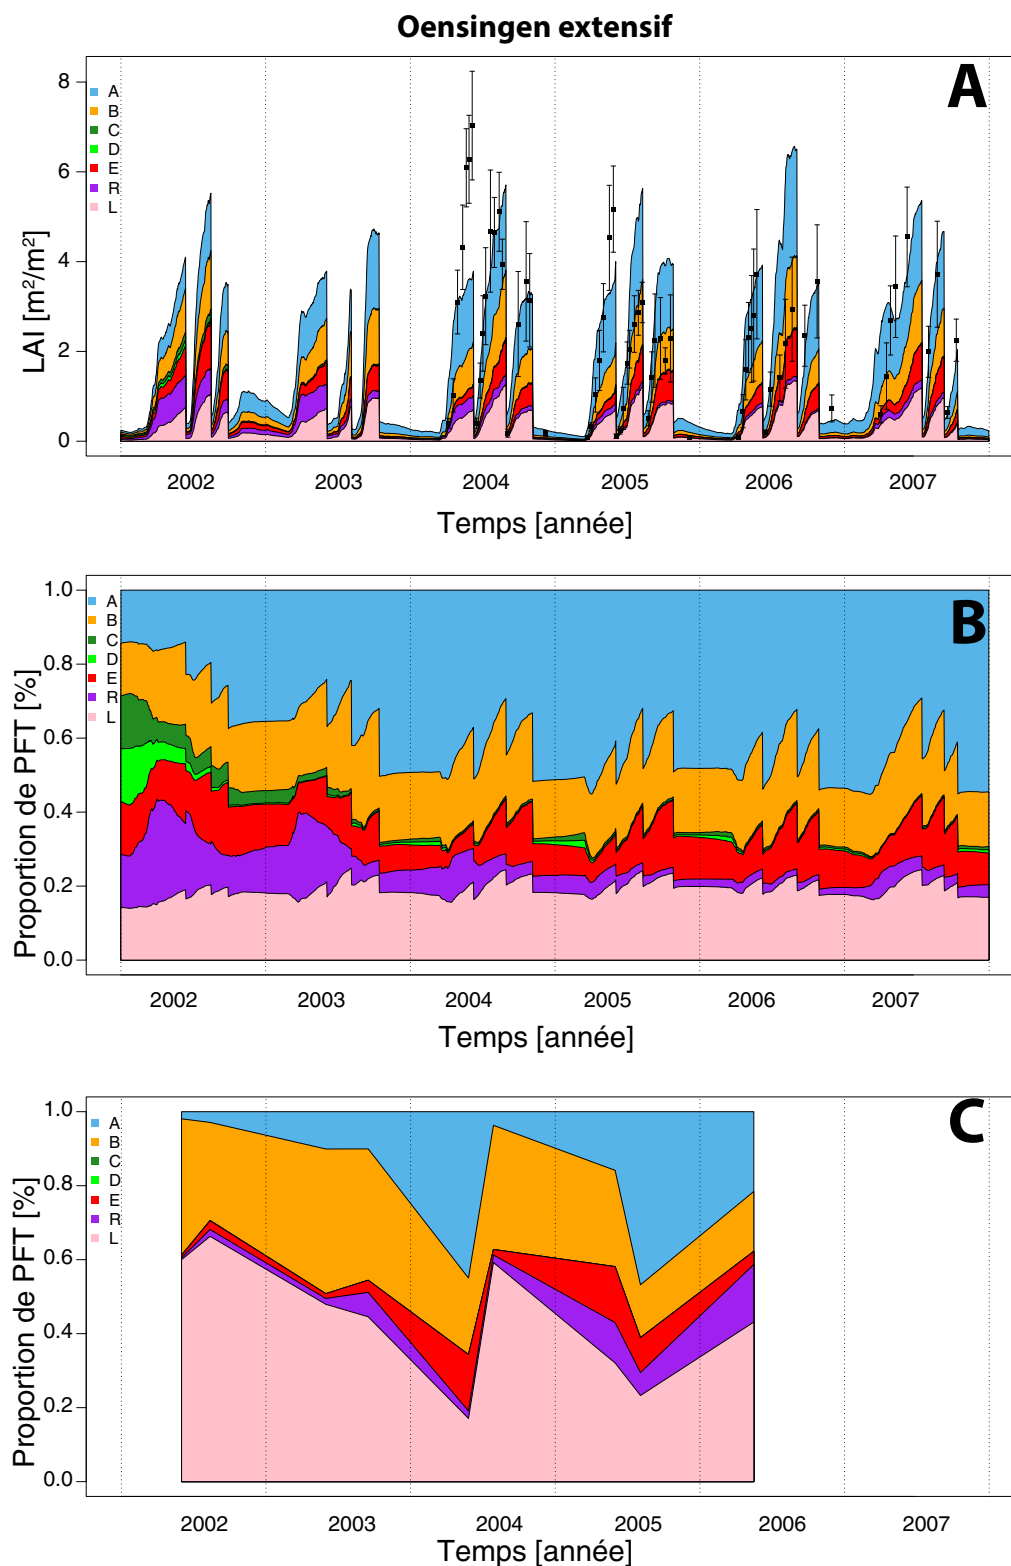 Oensingen extensif
A
8
6
4
2
0
LAI [m²/m²]
A
B
C
D
E
R
L
2002 2003 2004 2005 2006 2007
Temps [année]
B
1.0
0.8
0.6
0.4
0.2
0.0
Proportion de PFT [%]
A
B
C
D
E
R
L
2002 2003 2004 2005 2006 2007
Temps [année]
C
1.0
0.8
0.6
0.4
0.2
0.0
Proportion de PFT [%]
A
B
C
D
E
R
L
2002 2003 2004 2005 2006 2007
Temps [année]